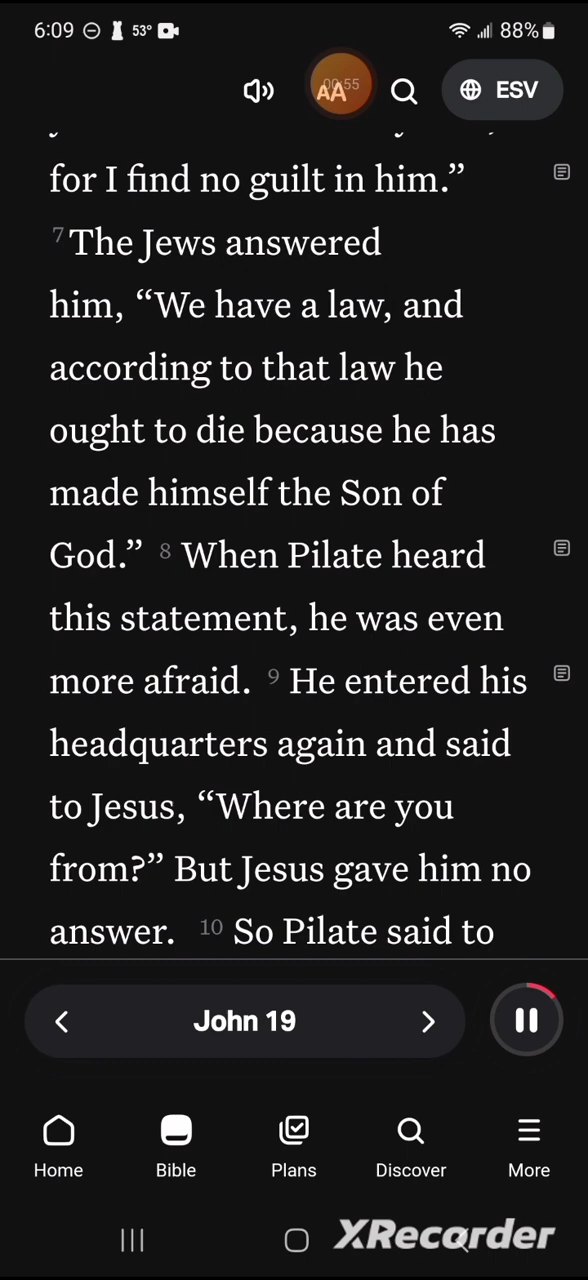 6:09 53° 88%
00:55
AA ESV
for I find no guilt in him.”
7 The Jews answered
him, “We have a law, and
according to that law he
ought to die because he has
made himself the Son of
God.” 8 When Pilate heard
this statement, he was even
more afraid. 9 He entered his
headquarters again and said
to Jesus, “Where are you
from?” But Jesus gave him no
answer. 10 So Pilate said to
John 19
Home Bible Plans Discover More
XRecorder